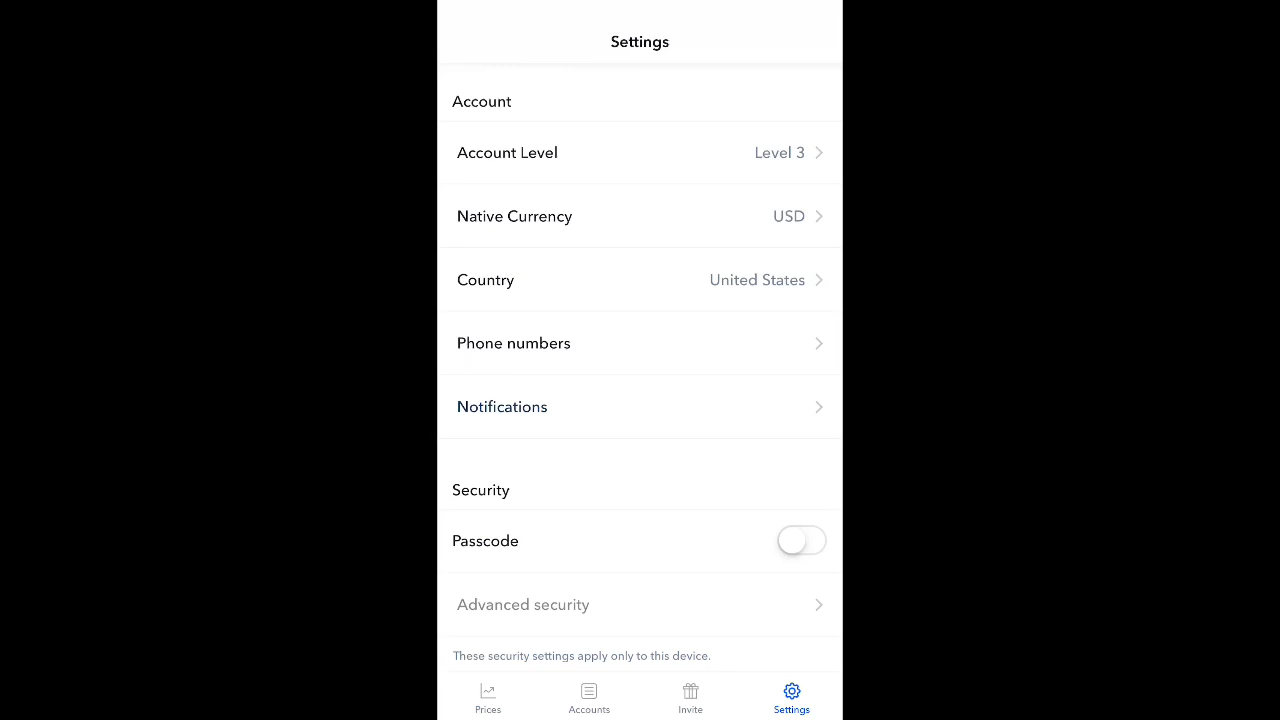 Settings
Account
Account Level Level 3
Native Currency USD
Country United States
Phone numbers
Notifications
Security
Passcode
Advanced security
These security settings apply only to this device.
Prices Accounts Invite Settings